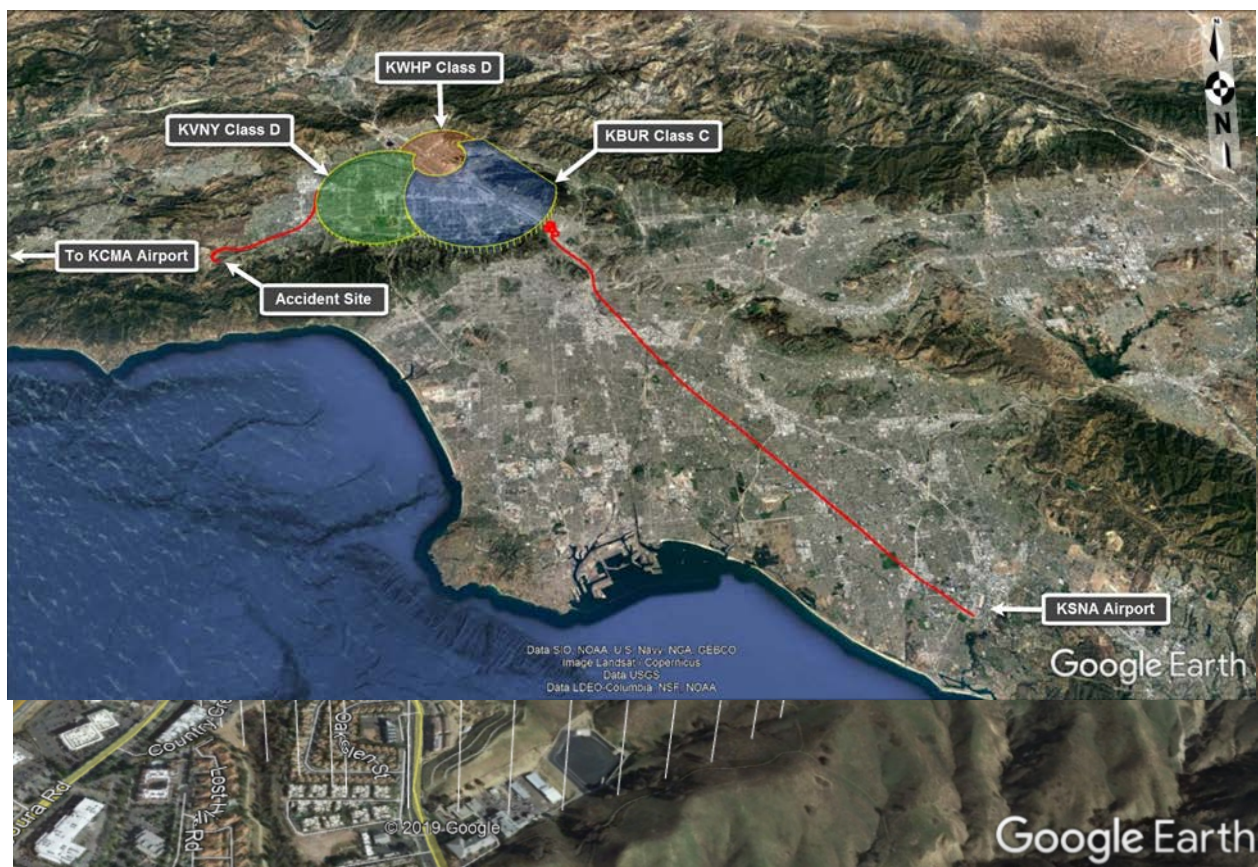 N
KWHP Class D
KVNY Class D
KBUR Class C
N
To KCMA Airport
Accident Site
KSNA Airport
Data SIO, NOAA, U.S. Navy, NGA, GEBCO
Image Landsat - Copernicus
Data USGS
Data LDEO-Columbia, NSF, NOAA
Google Earth
Oak Glen St
© 2019 Google
Google Earth